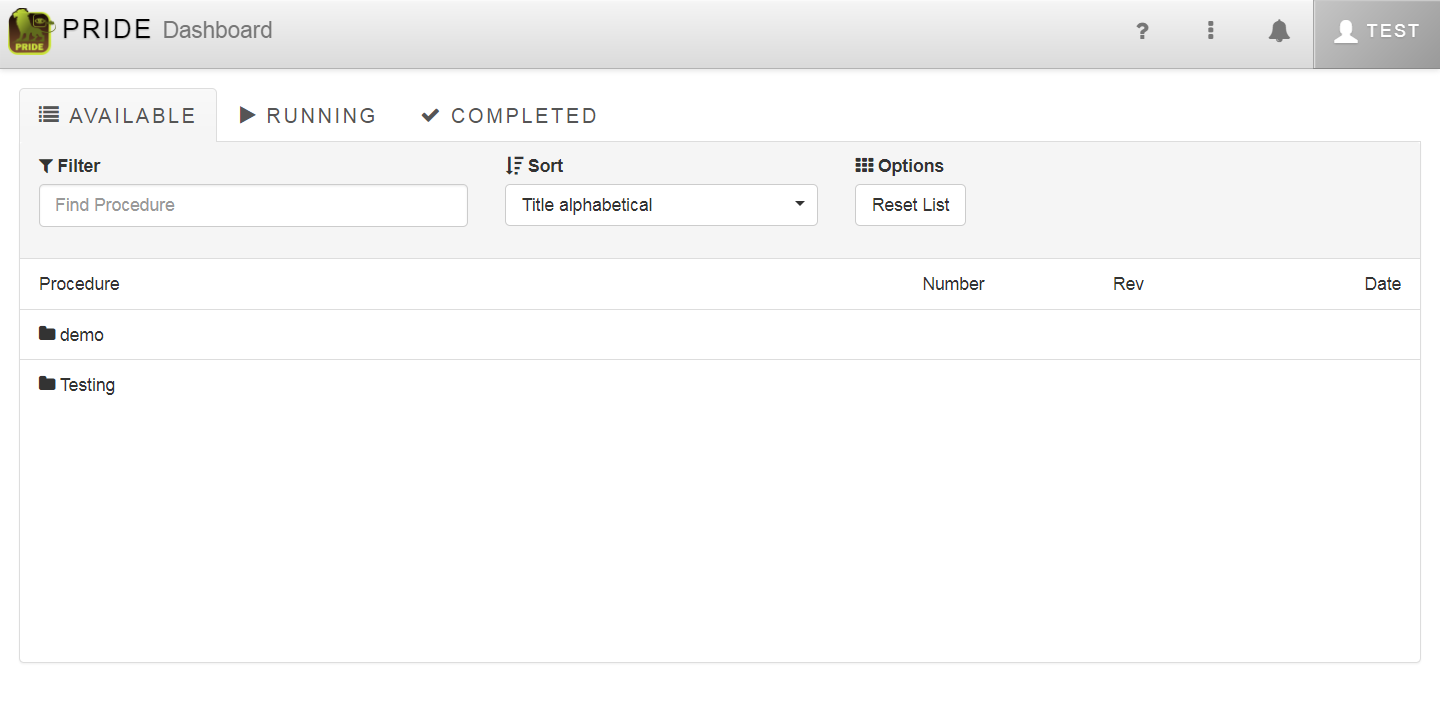 PRIDE Dashboard ? TEST
PRIDE
AVAILABLE RUNNING COMPLETED
Filter Sort Options
Find Procedure Title alphabetical Reset List
Procedure Number Rev Date
demo
Testing